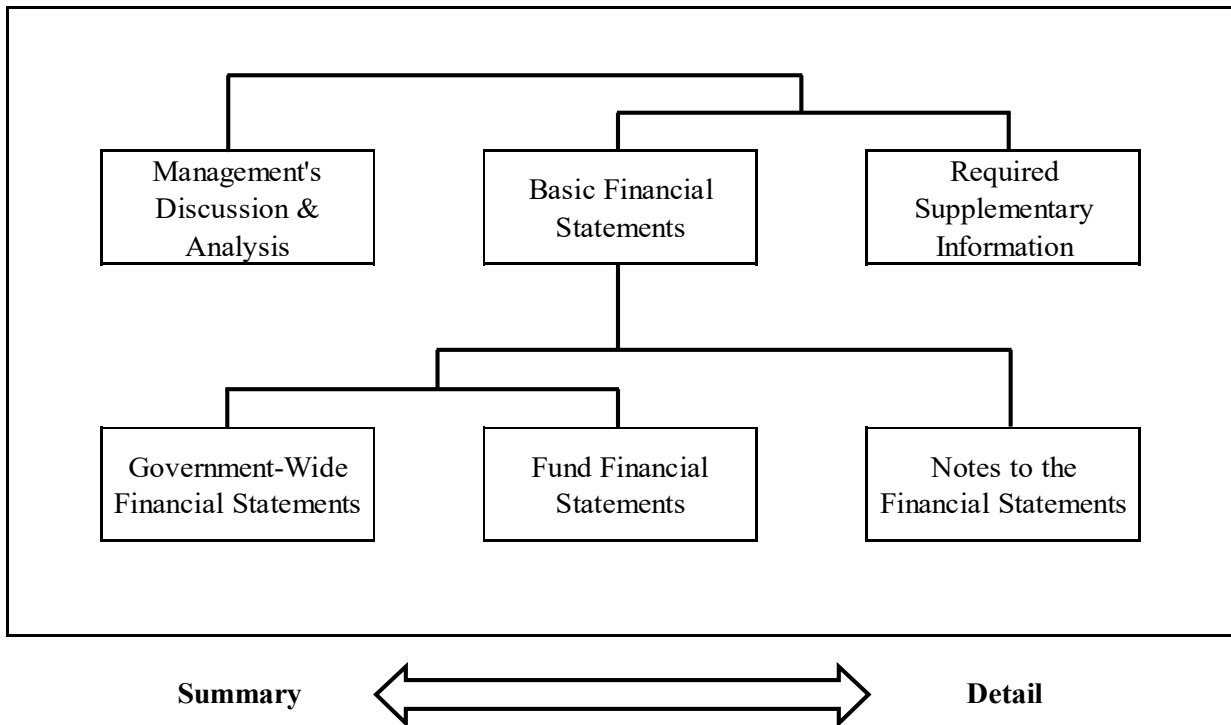 Management's
Discussion &
Analysis
Basic Financial
Statements
Required
Supplementary
Information
Government-Wide
Financial Statements
Fund Financial
Statements
Notes to the
Financial Statements
Summary
Detail